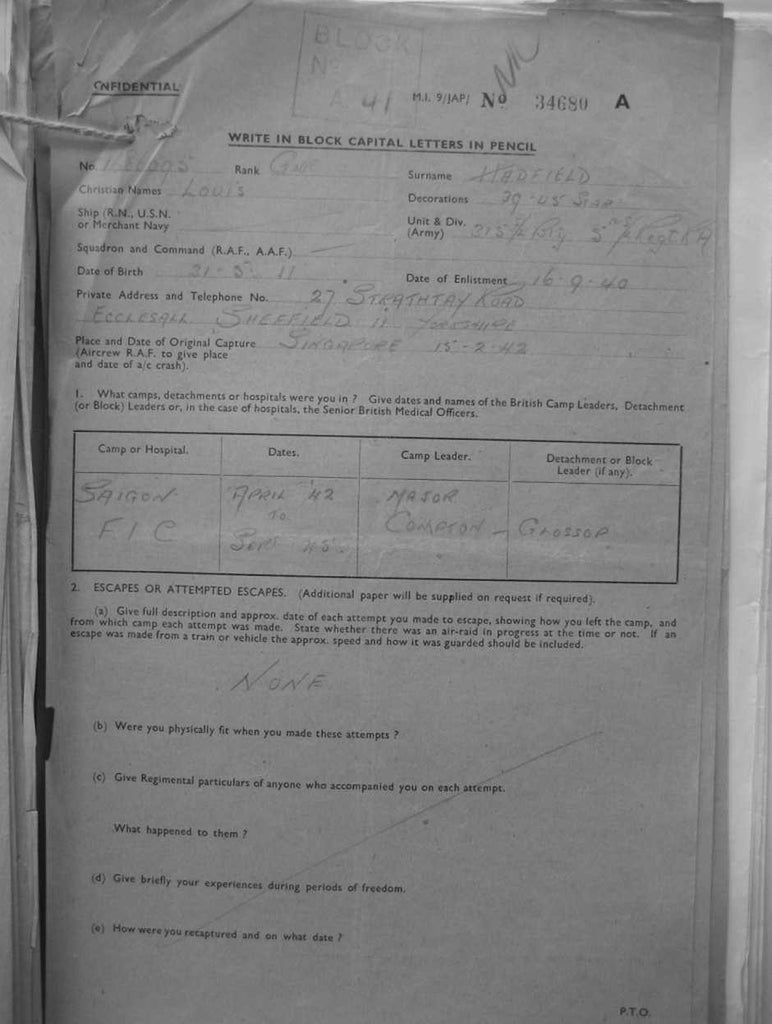 BLOCK
No
A. 41
ONFIDENTIAL
M.I. 9/JAP/ No 34680 A
WRITE IN BLOCK CAPITAL LETTERS IN PENCIL
No. Rank GNR Surname HADFIELD
Christian Names LOUIS Decorations 39-45 STAR
Ship (R.N., U.S.N. or Merchant Navy
Unit & Div. (Army) 315 Bty 5 Regt RA
Squadron and Command (R.A.F., A.A.F.)
Date of Birth 31-5-11 Date of Enlistment 16-9-40
Private Address and Telephone No. 27 STRATHTAY ROAD
ECCLESALL SHEFFIELD 11 YORKSHIRE
Place and Date of Original Capture SINGAPORE 15-2-42
(Aircrew R.A.F. to give place
and date of a/c crash).
1. What camps, detachments or hospitals were you in ? Give dates and names of the British Camp Leaders, Detachment
(or Block) Leaders or, in the case of hospitals, the Senior British Medical Officers.
Camp or Hospital. Dates. Camp Leader. Detachment or Block
Leader (if any).
SAIGON APRIL '42 MAJOR
F I C TO COMPTON - GLOSSOP
SEPT 45.
2. ESCAPES OR ATTEMPTED ESCAPES. (Additional paper will be supplied on request if required).
(a) Give full description and approx. date of each attempt you made to escape, showing how you left the camp, and
from which camp each attempt was made. State whether there was an air-raid in progress at the time or not. If an
escape was made from a train or vehicle the approx. speed and how it was guarded should be included.
NONE
(b) Were you physically fit when you made these attempts ?
(c) Give Regimental particulars of anyone who accompanied you on each attempt.
What happened to them ?
(d) Give briefly your experiences during periods of freedom.
(e) How were you recaptured and on what date ?
P.T.O.